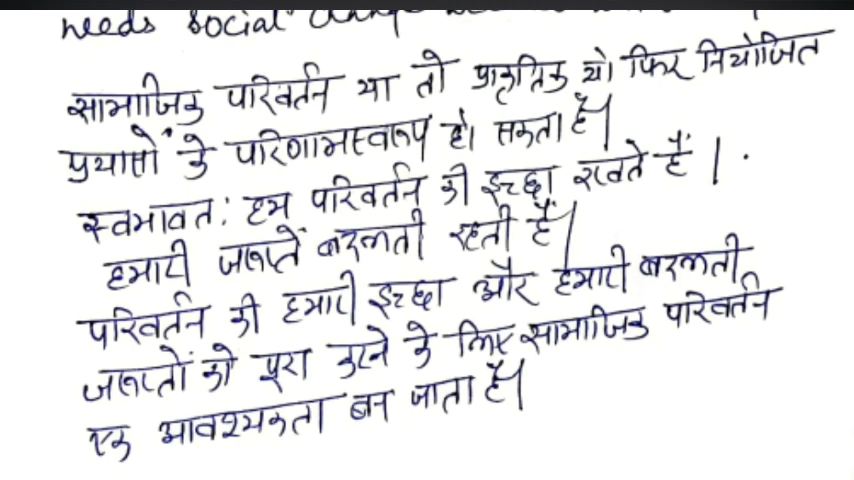 needs social change
सामाजिक परिवर्तन या तो प्राकृतिक या फिर नियोजित
प्रयासों के परिणामस्वरूप हो सकता है।
स्वभावत: हम परिवर्तन की इच्छा रखते हैं।
हमारी जरूरतें बदलती रहती हैं।
परिवर्तन की हमारी इच्छा और हमारी बदलती
जरूरतों को पूरा करने के लिए सामाजिक परिवर्तन
एक आवश्यकता बन जाता है।